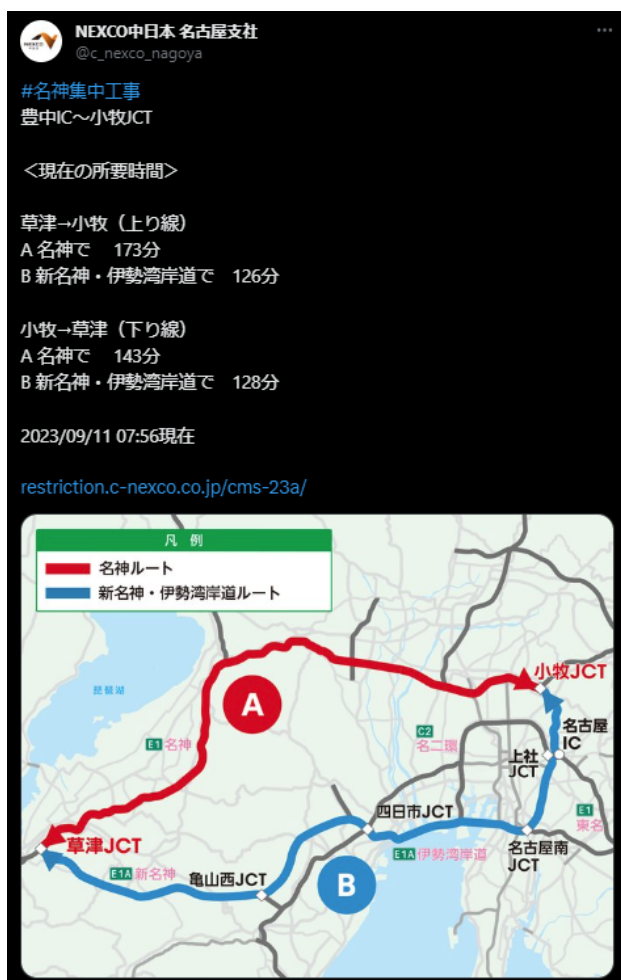 NEXCO中日本 名古屋支社
@c_nexco_nagoya
#名神集中工事
豊中IC～小牧JCT
＜現在の所要時間＞
草津→小牧（上り線）
A 名神で　173分
B 新名神・伊勢湾岸道で　126分
小牧→草津（下り線）
A 名神で　143分
B 新名神・伊勢湾岸道で　128分
2023/09/11 07:56現在
restriction.c-nexco.co.jp/cms-23a/
凡 例
名神ルート
新名神・伊勢湾岸道ルート
小牧JCT
琵琶湖
A
名古屋
IC
C2
名二環
E1 名神
上社
JCT
四日市JCT
E1
東名
草津JCT
E1A 伊勢湾岸道
名古屋南
JCT
E1A 新名神
亀山西JCT
B